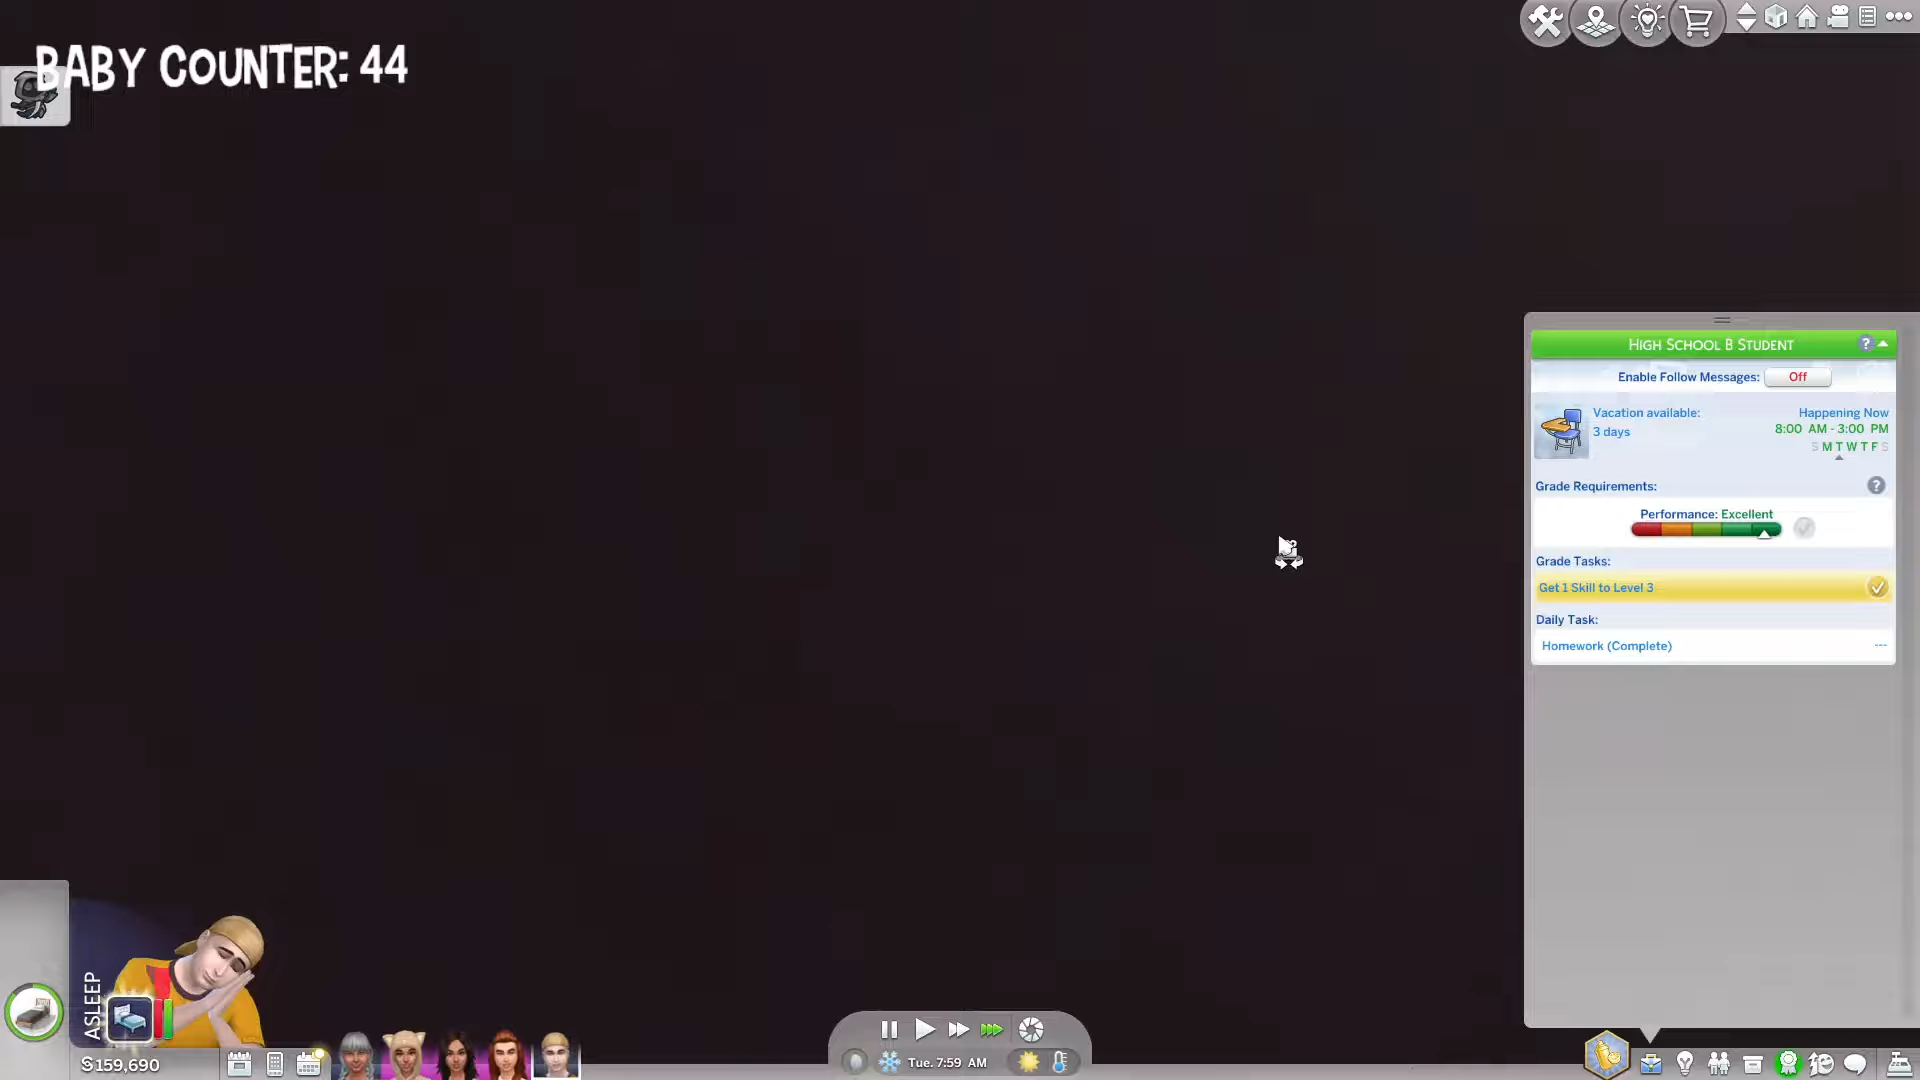 BABY COUNTER: 44
HIGH SCHOOL B STUDENT
?
Enable Follow Messages: Off
Vacation available:
3 days
Happening Now
8:00 AM - 3:00 PM
S M T W T F S
Grade Requirements:
?
Performance: Excellent
Grade Tasks:
Get 1 Skill to Level 3
Daily Task:
Homework (Complete)
---
ASLEEP
§159,690
Tue. 7:59 AM